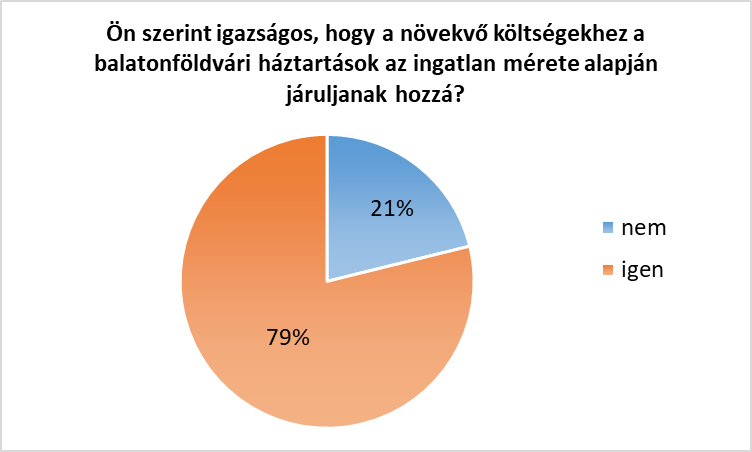 Ön szerint igazságos, hogy a növekvő költségekhez a
balatonföldvári háztartások az ingatlan mérete alapján
járuljanak hozzá?
21%
nem
igen
79%